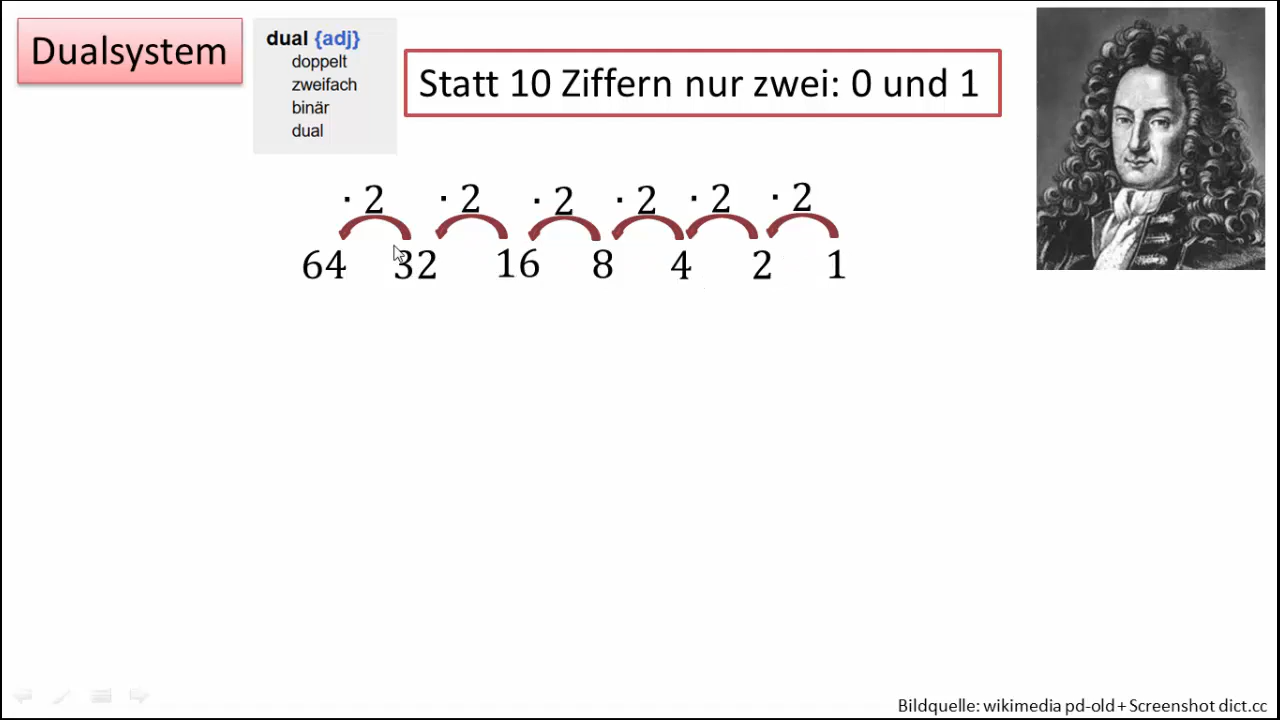 Dualsystem
dual {adj}
doppelt
zweifach
binär
dual
Statt 10 Ziffern nur zwei: 0 und 1
· 2 · 2 · 2 · 2 · 2 · 2
64 32 16 8 4 2 1
Bildquelle: wikimedia pd-old + Screenshot dict.cc